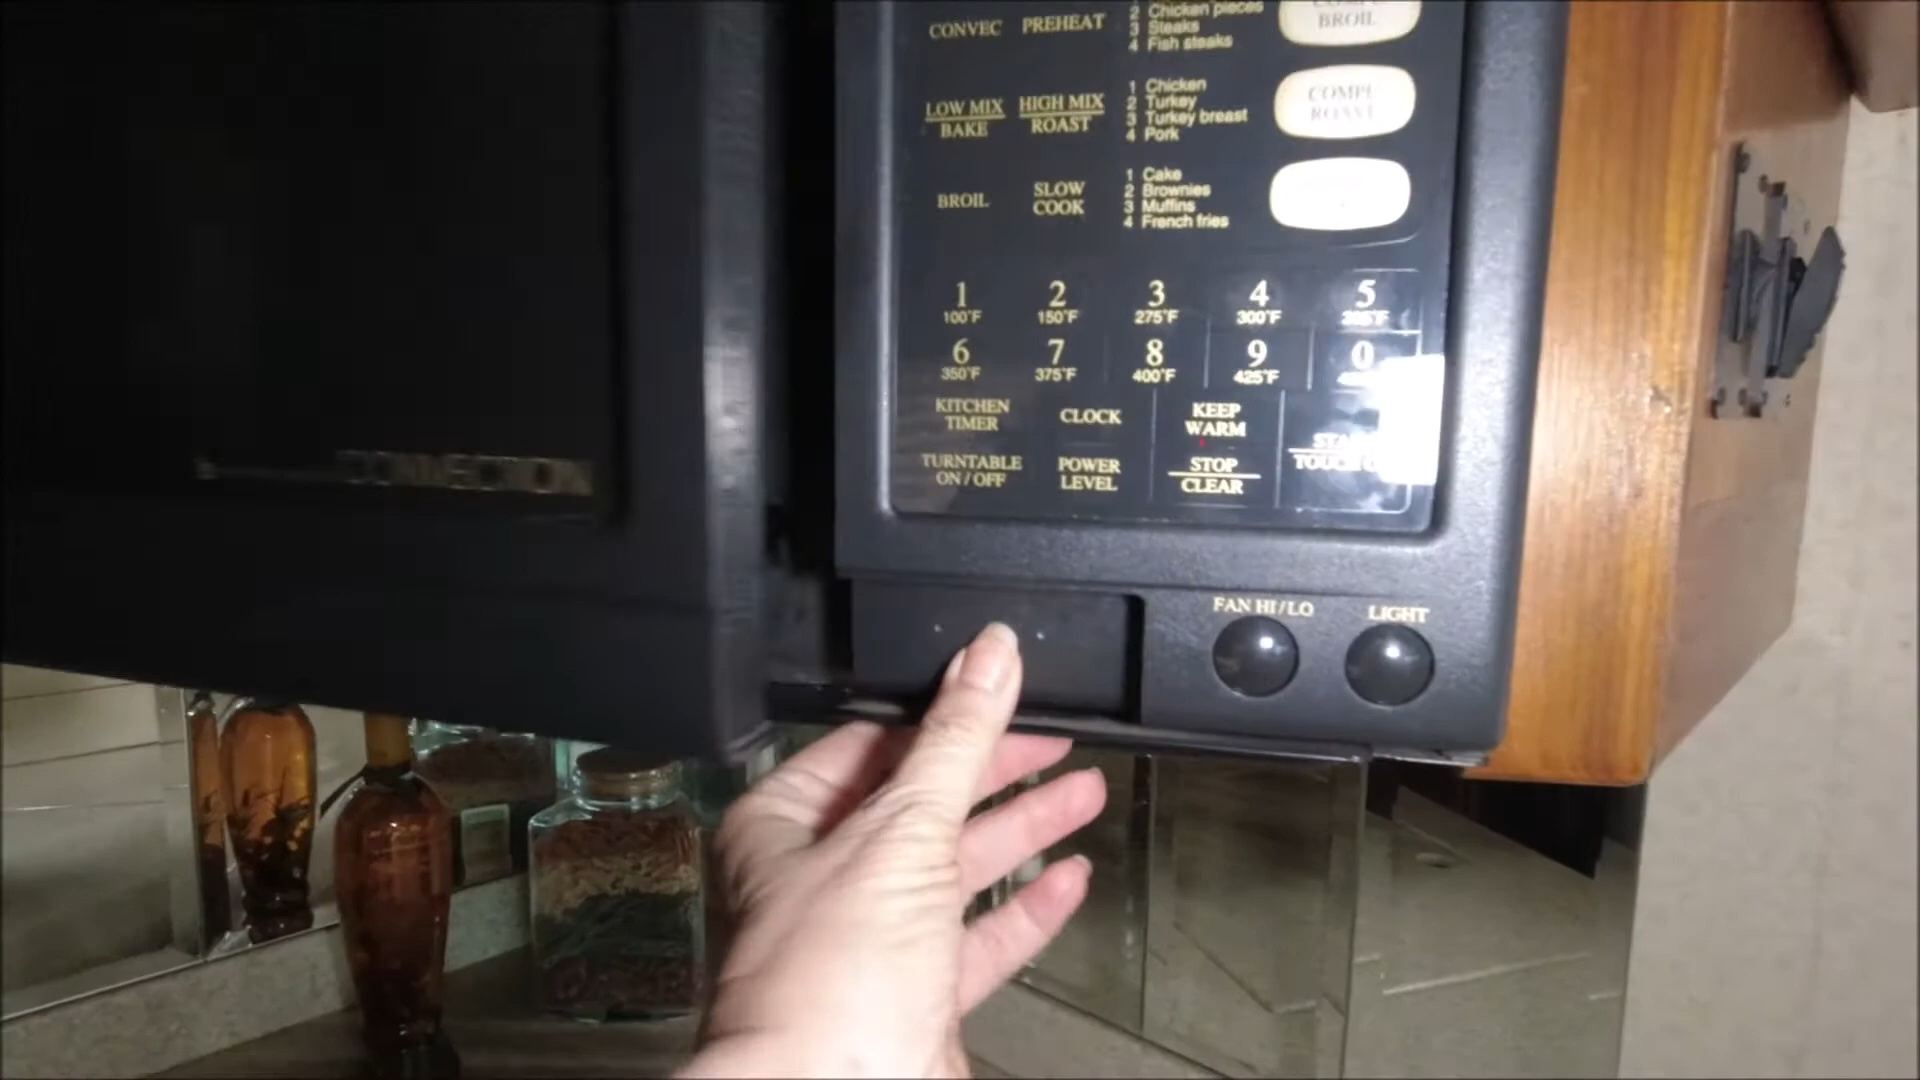 CONVEC PREHEAT
2 Chicken pieces
3 Steaks
4 Fish steaks
BROIL
LOW MIX HIGH MIX
BAKE ROAST
1 Chicken
2 Turkey
3 Turkey breast
4 Pork
ROAST
BROIL SLOW
COOK
1 Cake
2 Brownies
3 Muffins
4 French fries
1 2 3 4 5
100°F 150°F 275°F 300°F
6 7 8 9 0
350°F 375°F 400°F 425°F
KITCHEN
TIMER
CLOCK
KEEP
WARM
TURNTABLE
ON / OFF
POWER
LEVEL
STOP
CLEAR
FAN HI / LO LIGHT